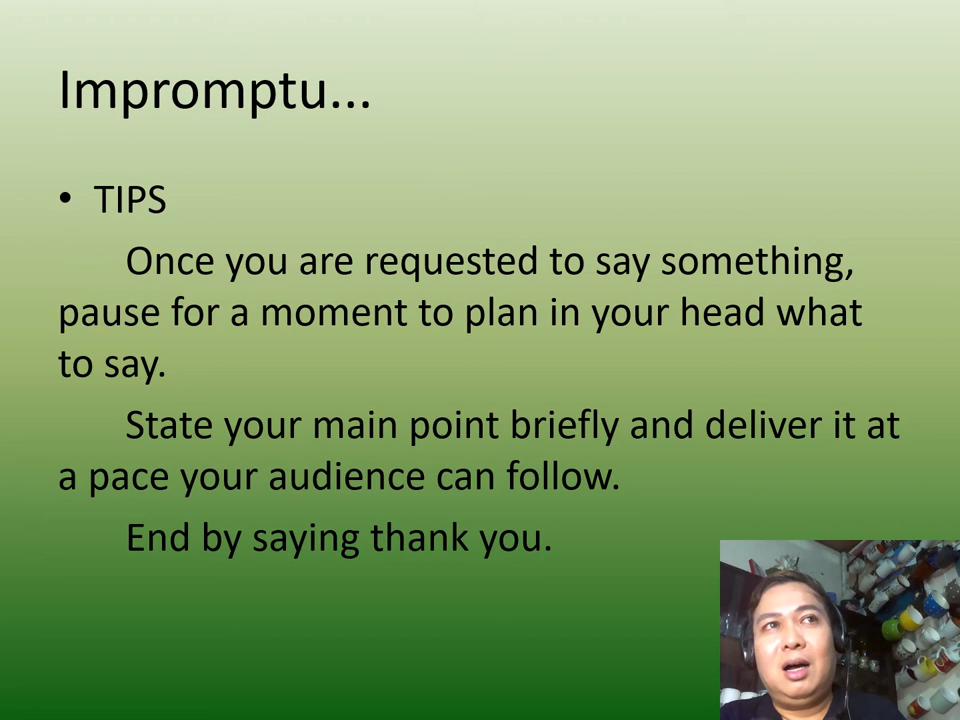 Impromptu...
• TIPS
Once you are requested to say something,
pause for a moment to plan in your head what
to say.
State your main point briefly and deliver it at
a pace your audience can follow.
End by saying thank you.